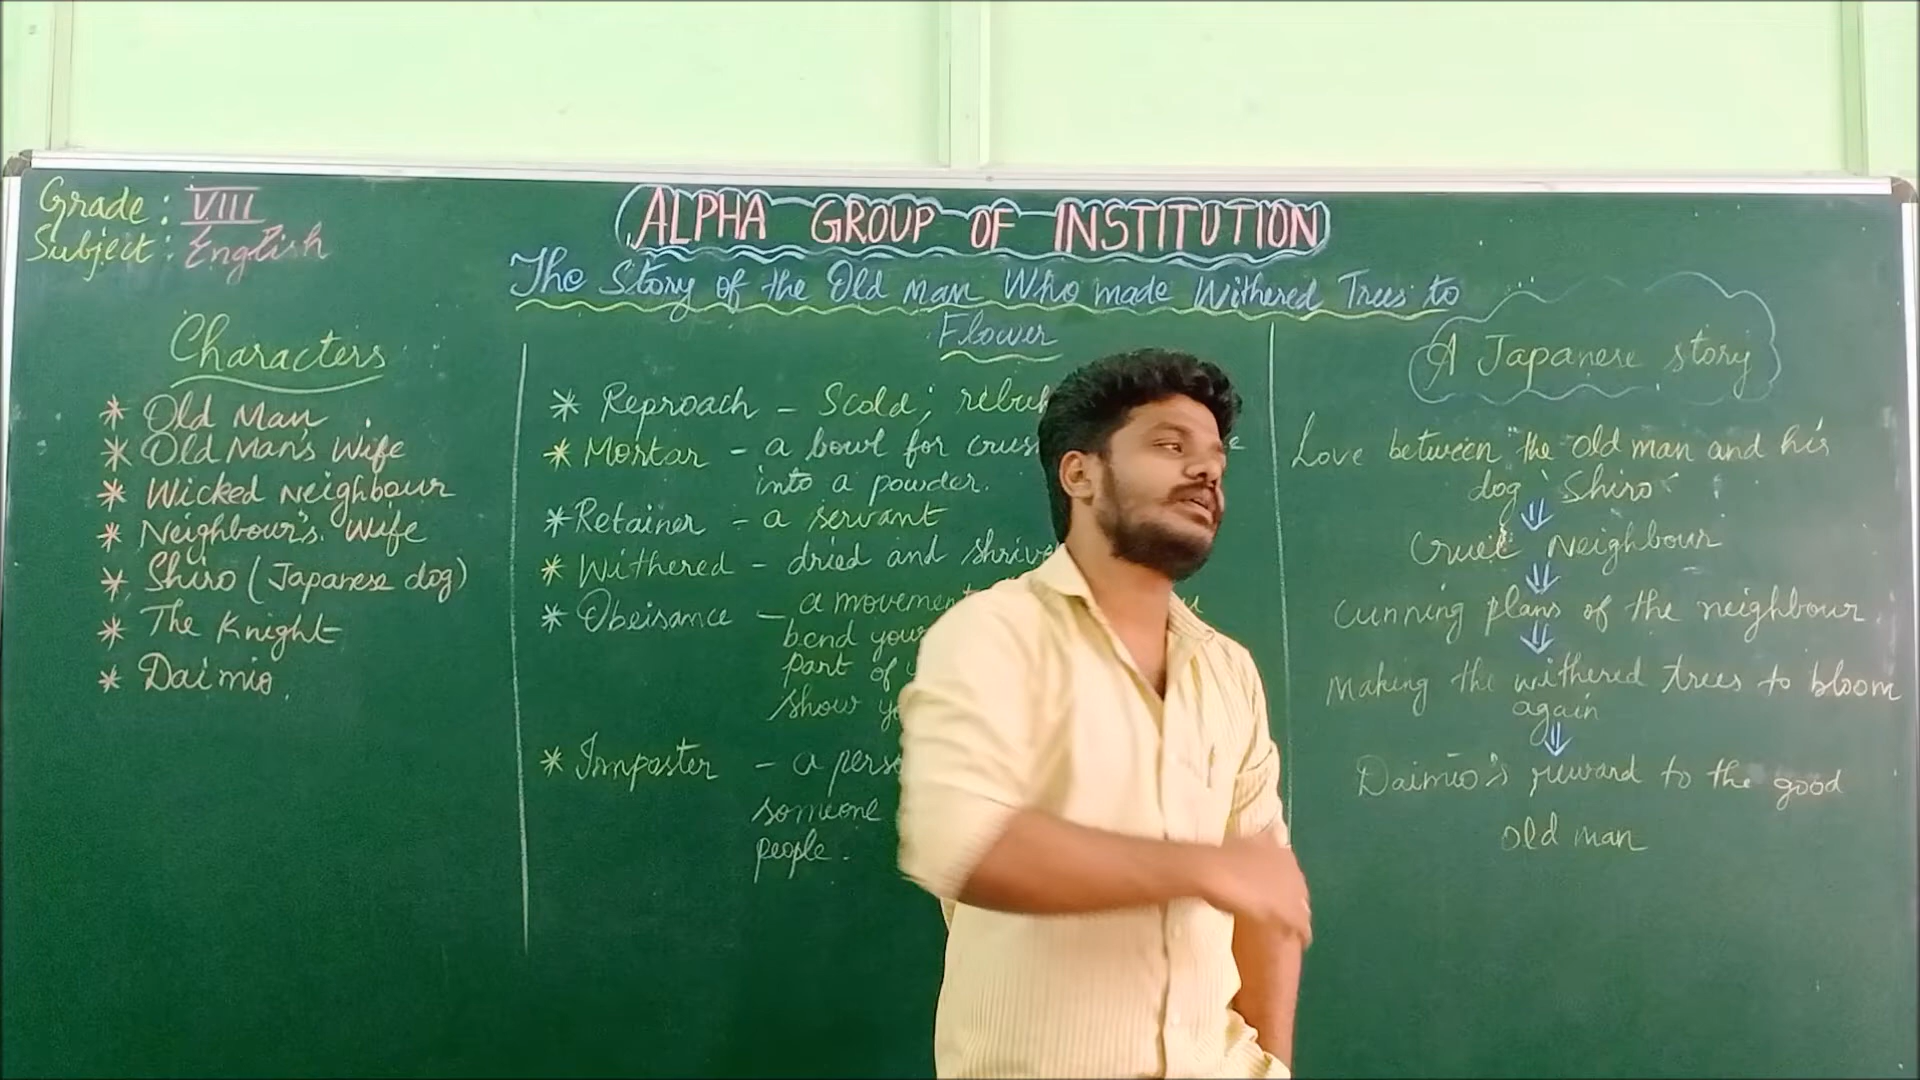 Grade: VIII
Subject: English
ALPHA GROUP OF INSTITUTION
The Story of the Old man Who made Withered Trees to
Flower
Characters
* Old Man
* Old Man's Wife
* Wicked Neighbour
* Neighbour's Wife
* Shiro (Japanese dog)
* The Knight
* Daimio.
* Reproach - Scold;
* Mortar - a bowl for
into a powder.
* Retainer - a servant
* Withered - dried and
* Obeisance - a movement
bend your
part of
show
* Imposter - a
someone
people.
A Japanese story
Love between the old man and his
dog 'Shiro'
Cruel Neighbour
Cunning plans of the neighbour.
Making the withered trees to bloom
again
Daimio's reward to the good
old man